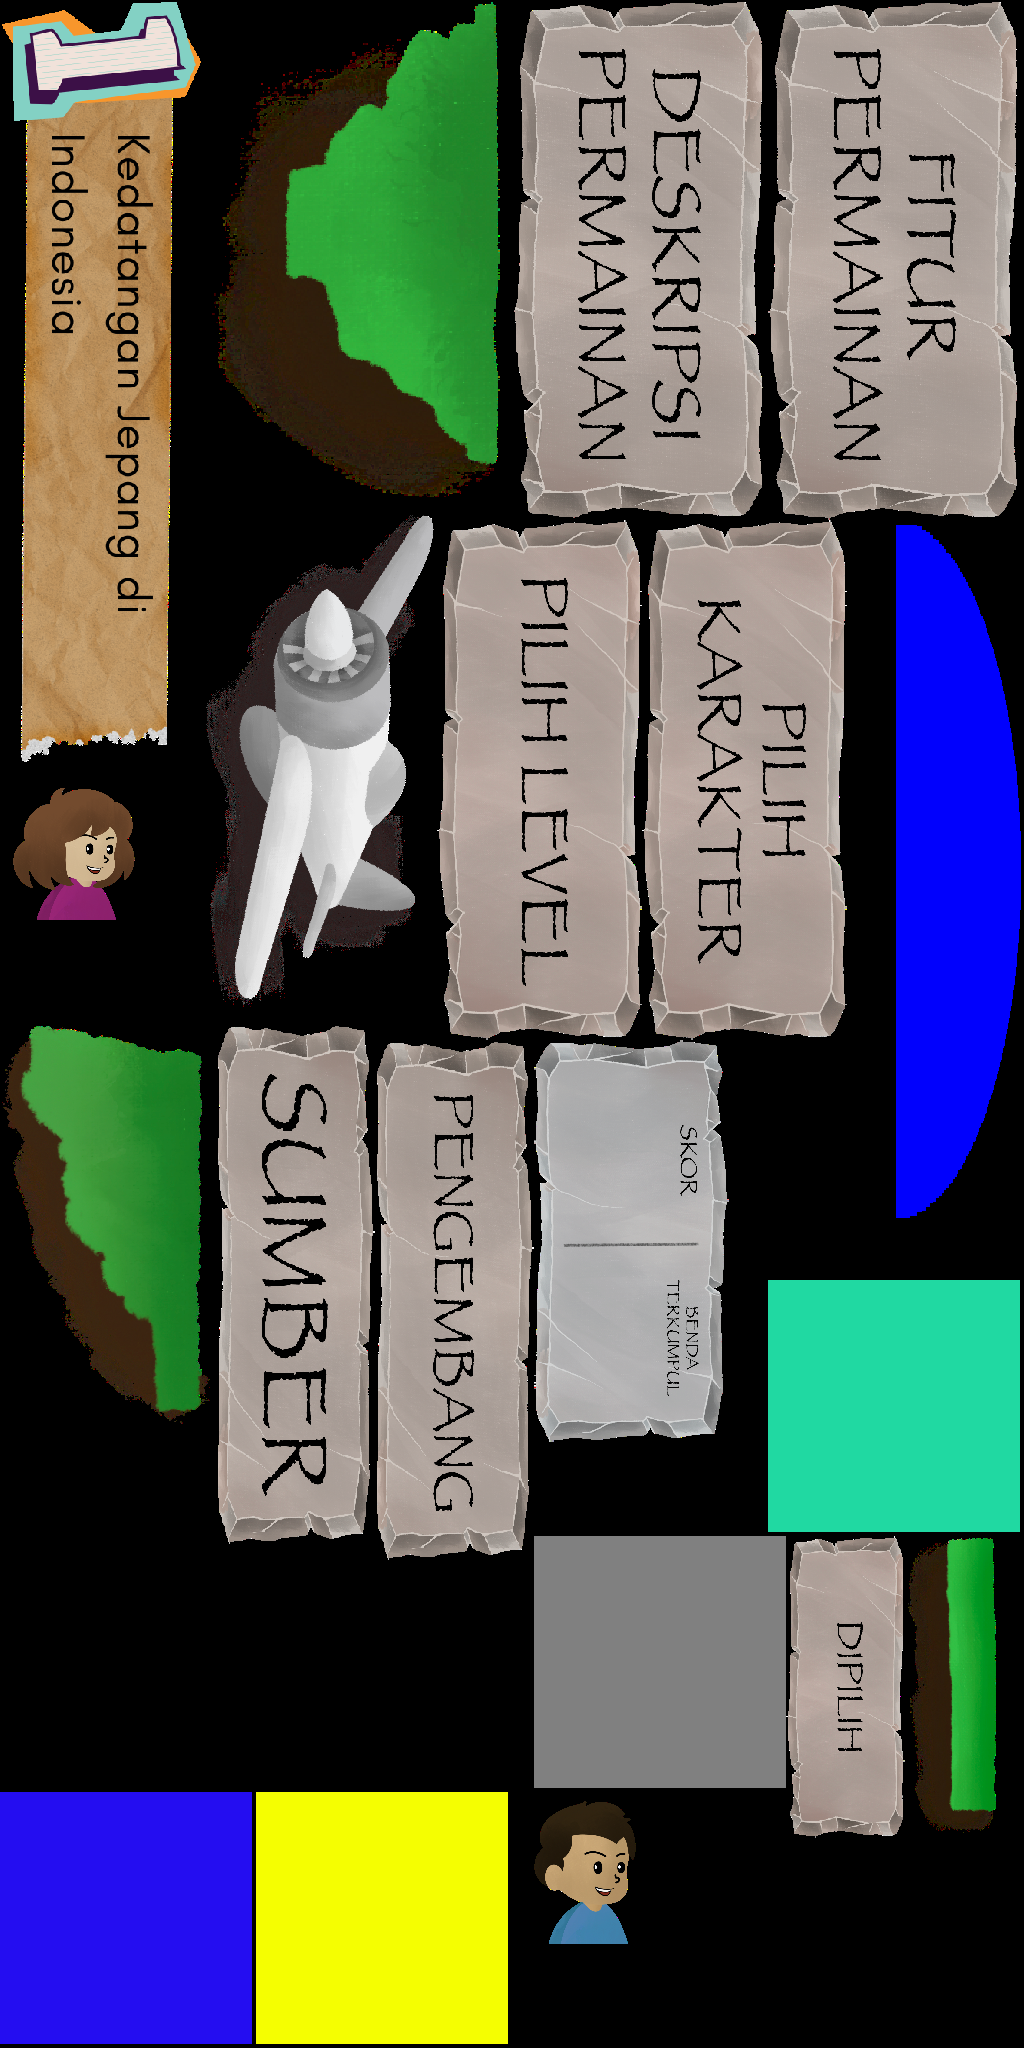 I
Kedatangan Jepang di
Indonesia
DESKRIPSI
PERMAINAN
FITUR
PERMAINAN
PILIH LEVEL
PILIH
KARAKTER
SUMBER
PENGEMBANG
SKOR
BENDA
TERKUMPUL
DIPILIH